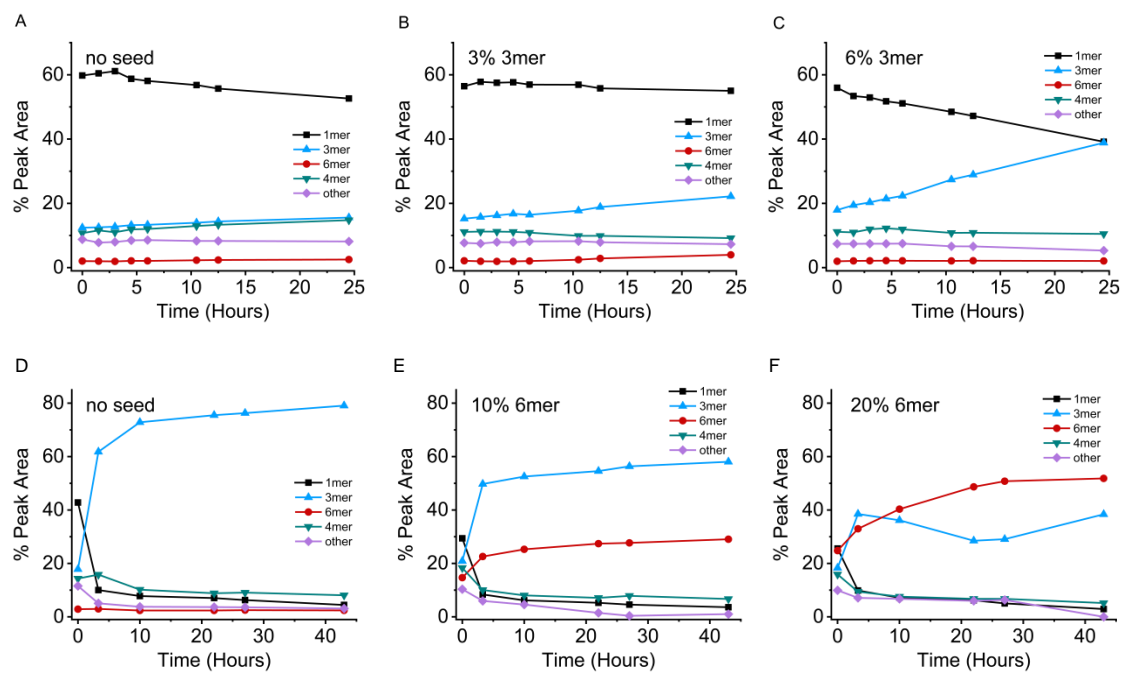 A
no seed
% Peak Area
60
40
20
0
1mer
3mer
6mer
4mer
other
0 5 10 15 20 25
Time (Hours)
B
3% 3mer
% Peak Area
60
40
20
0
1mer
3mer
6mer
4mer
other
0 5 10 15 20 25
Time (Hours)
C
6% 3mer
% Peak Area
60
40
20
0
1mer
3mer
6mer
4mer
other
0 5 10 15 20 25
Time (Hours)
D
no seed
% Peak Area
80
60
40
20
0
1mer
3mer
6mer
4mer
other
0 10 20 30 40
Time (Hours)
E
10% 6mer
% Peak Area
80
60
40
20
0
1mer
3mer
6mer
4mer
other
0 10 20 30 40
Time (Hours)
F
20% 6mer
% Peak Area
80
60
40
20
0
1mer
3mer
6mer
4mer
other
0 10 20 30 40
Time (Hours)